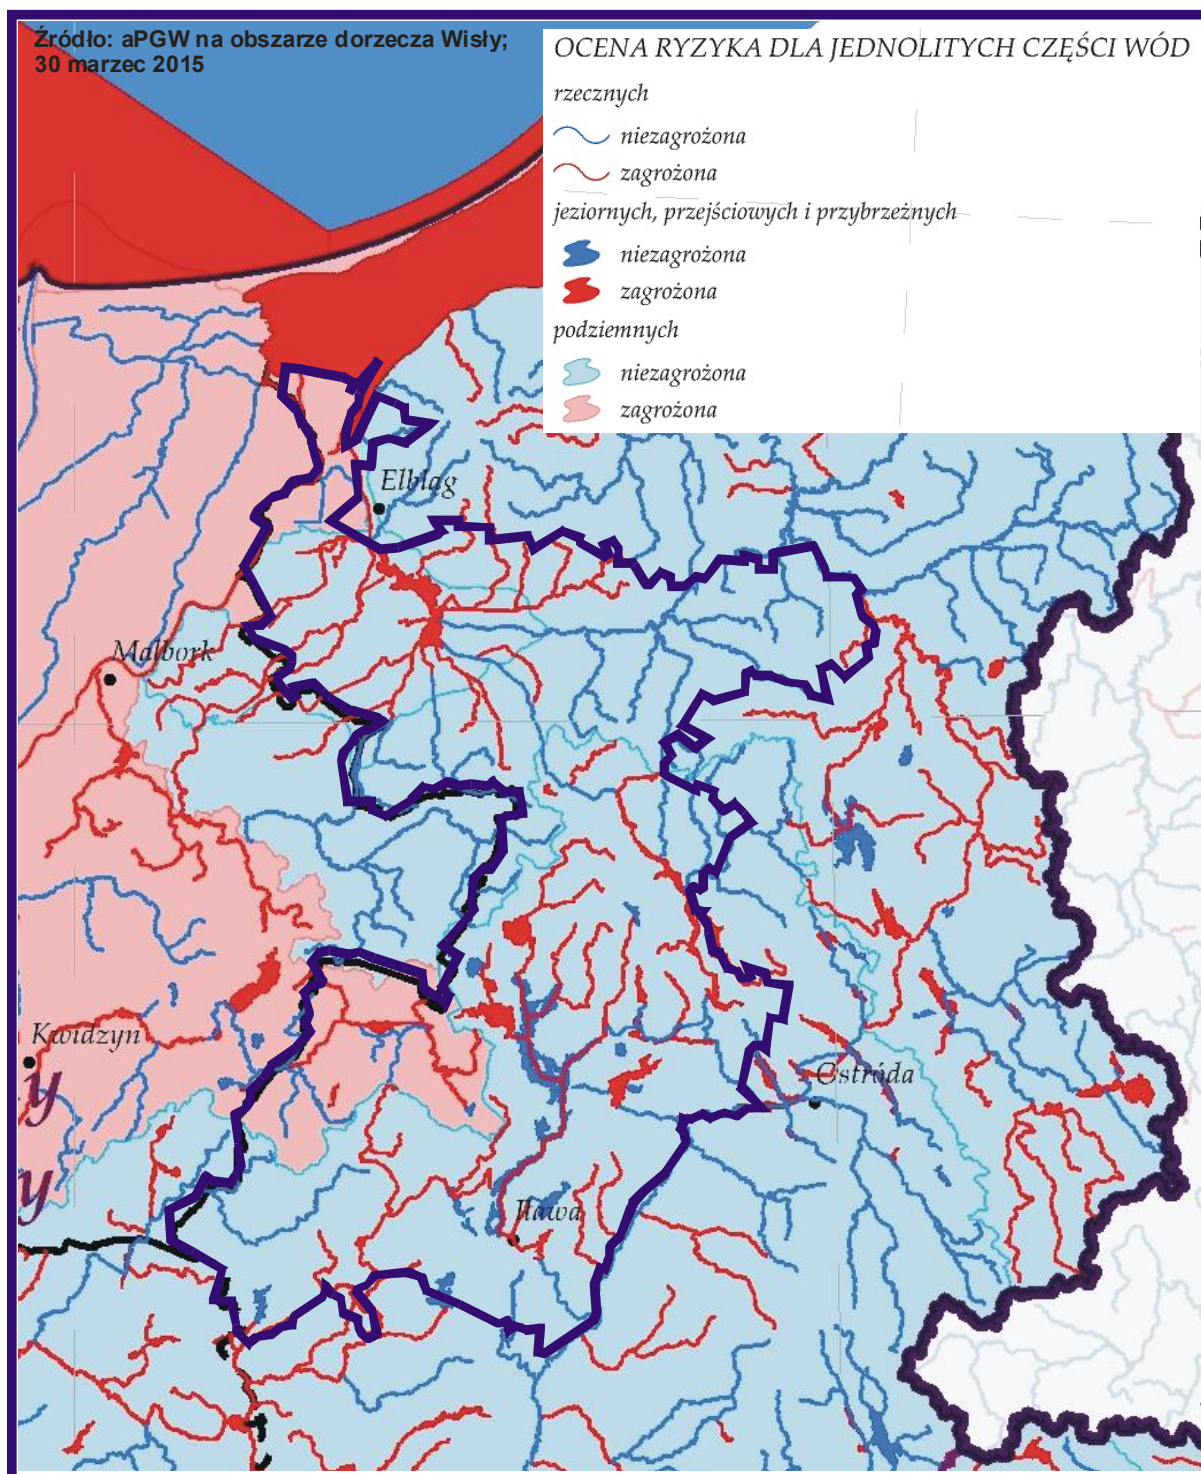 Źródło: aPGW na obszarze dorzecza Wisły;
30 marzec 2015
OCENA RYZYKA DLA JEDNOLITYCH CZĘŚCI WÓD
rzecznych
niezagrożona
zagrożona
jeziornych, przejściowych i przybrzeżnych
niezagrożona
zagrożona
podziemnych
niezagrożona
zagrożona
Elbląg
Malbork
Kwidzyn
y
Ostróda
y
Iława